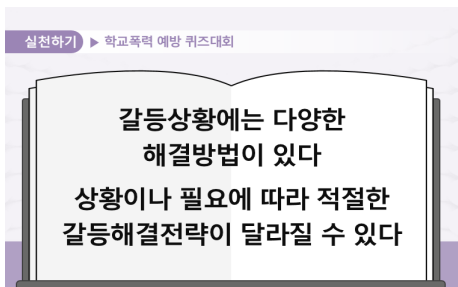 실천하기 ▶ 학교폭력 예방 퀴즈대회
갈등상황에는 다양한
해결방법이 있다
상황이나 필요에 따라 적절한
갈등해결전략이 달라질 수 있다